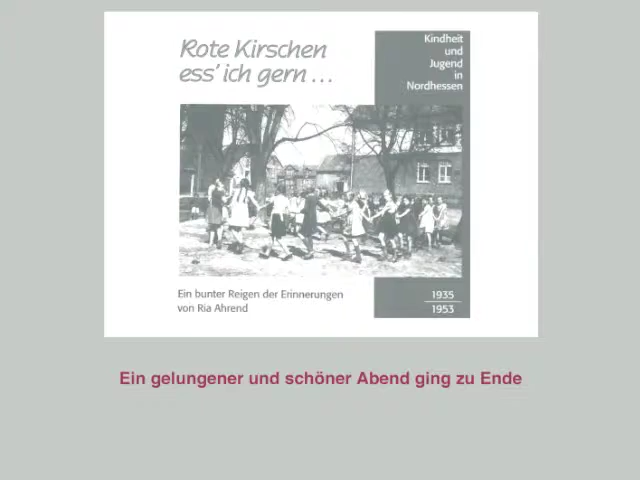 Rote Kirschen
ess' ich gern ...
Kindheit
und
Jugend
in
Nordhessen
Ein bunter Reigen der Erinnerungen
von Ria Ahrend
1935
1953
Ein gelungener und schöner Abend ging zu Ende